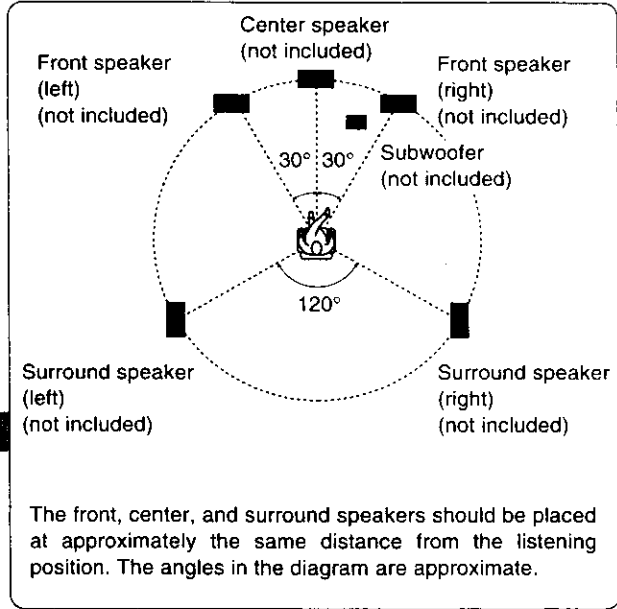 Center speaker
(not included)
Front speaker
(left)
(not included)
Front speaker
(right)
(not included)
30° 30°
Subwoofer
(not included)
120°
Surround speaker
(left)
(not included)
Surround speaker
(right)
(not included)
The front, center, and surround speakers should be placed
at approximately the same distance from the listening
position. The angles in the diagram are approximate.